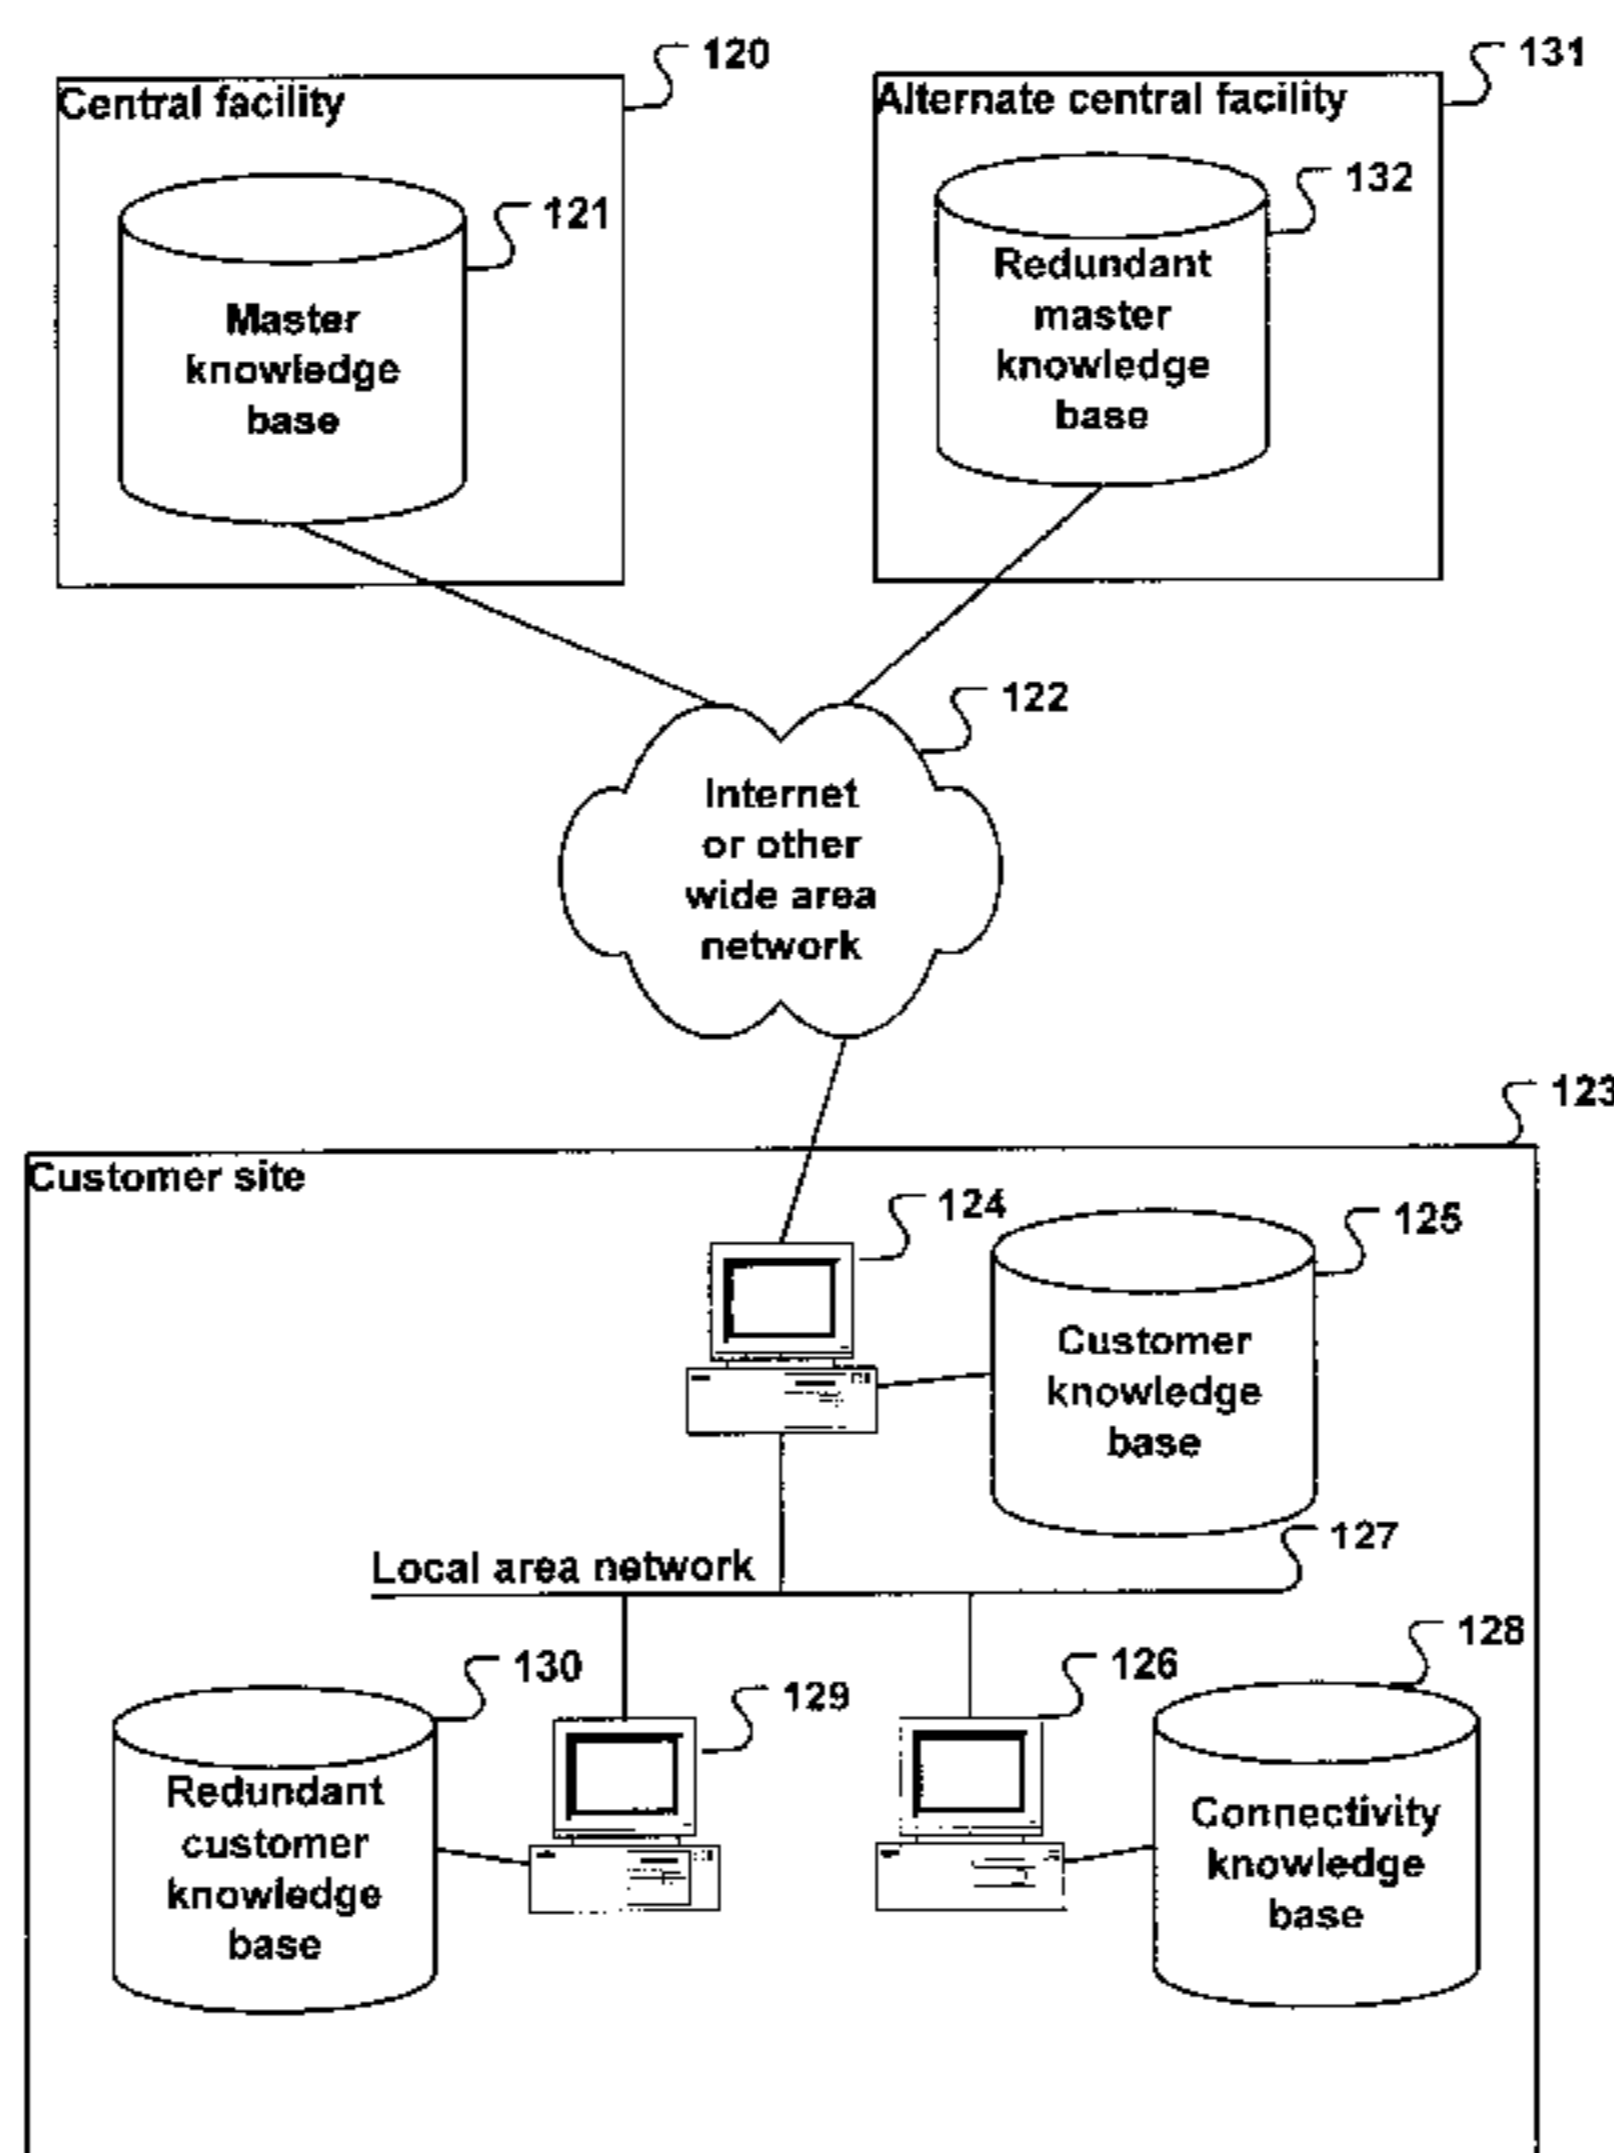 120
131
Central facility
Alternate central facility
121
132
Master
knowledge
base
Redundant
master
knowledge
base
122
Internet
or other
wide area
network
123
Customer site
124
125
Customer
knowledge
base
127
Local area network
128
130
129
126
Redundant
customer
knowledge
base
Connectivity
knowledge
base